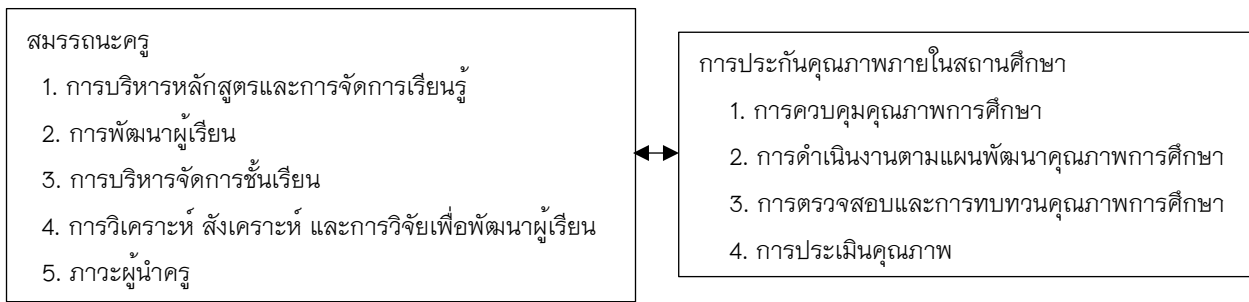 สมรรถนะครู
1. การบริหารหลักสูตรและการจัดการเรียนรู้
2. การพัฒนาผู้เรียน
3. การบริหารจัดการชั้นเรียน
4. การวิเคราะห์ สังเคราะห์ และการวิจัยเพื่อพัฒนาผู้เรียน
5. ภาวะผู้นำครู
การประกันคุณภาพภายในสถานศึกษา
1. การควบคุมคุณภาพการศึกษา
2. การดำเนินงานตามแผนพัฒนาคุณภาพการศึกษา
3. การตรวจสอบและการทบทวนคุณภาพการศึกษา
4. การประเมินคุณภาพ